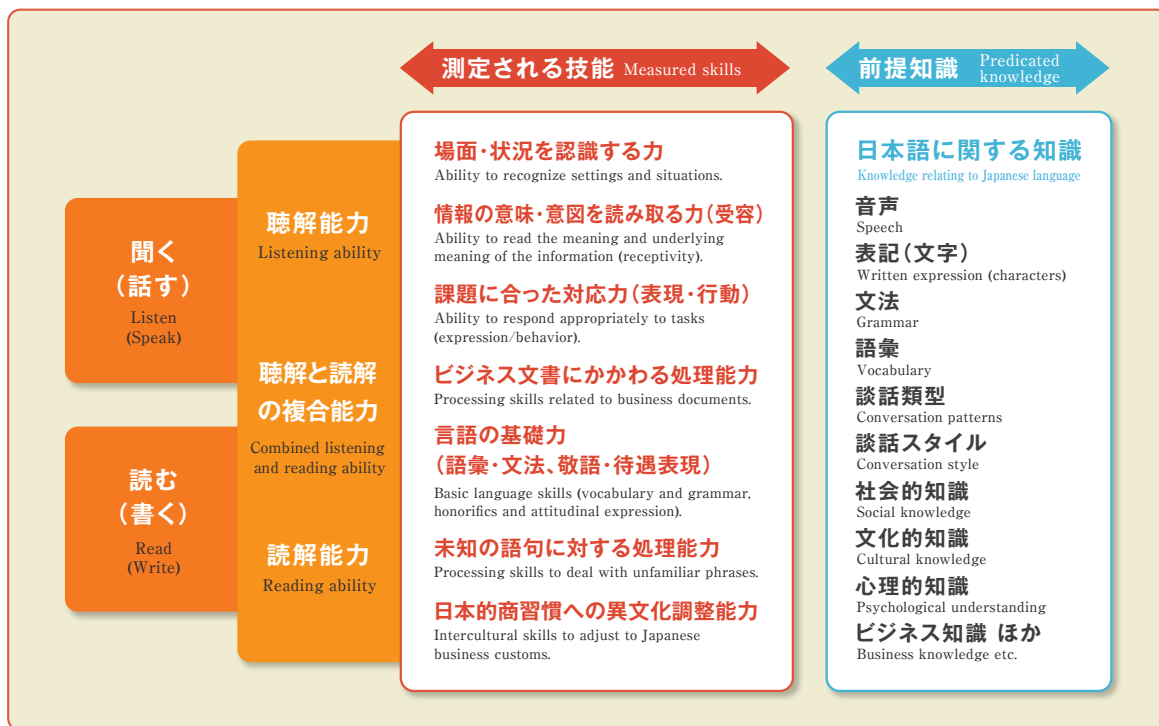 測定される技能 Measured skills
前提知識 Predicated
knowledge
聞く
（話す）
Listen
(Speak)
読む
（書く）
Read
(Write)
聴解能力
Listening ability
聴解と読解
の複合能力
Combined listening
and reading ability
読解能力
Reading ability
場面・状況を認識する力
Ability to recognize settings and situations.
情報の意味・意図を読み取る力（受容）
Ability to read the meaning and underlying
meaning of the information (receptivity).
課題に合った対応力（表現・行動）
Ability to respond appropriately to tasks
(expression/behavior).
ビジネス文書にかかわる処理能力
Processing skills related to business documents.
言語の基礎力
（語彙・文法、敬語・待遇表現）
Basic language skills (vocabulary and grammar,
honorifics and attitudinal expression).
未知の語句に対する処理能力
Processing skills to deal with unfamiliar phrases.
日本的商習慣への異文化調整能力
Intercultural skills to adjust to Japanese
business customs.
日本語に関する知識
Knowledge relating to Japanese language
音声
Speech
表記（文字）
Written expression (characters)
文法
Grammar
語彙
Vocabulary
談話類型
Conversation patterns
談話スタイル
Conversation style
社会的知識
Social knowledge
文化的知識
Cultural knowledge
心理的知識
Psychological understanding
ビジネス知識 ほか
Business knowledge etc.